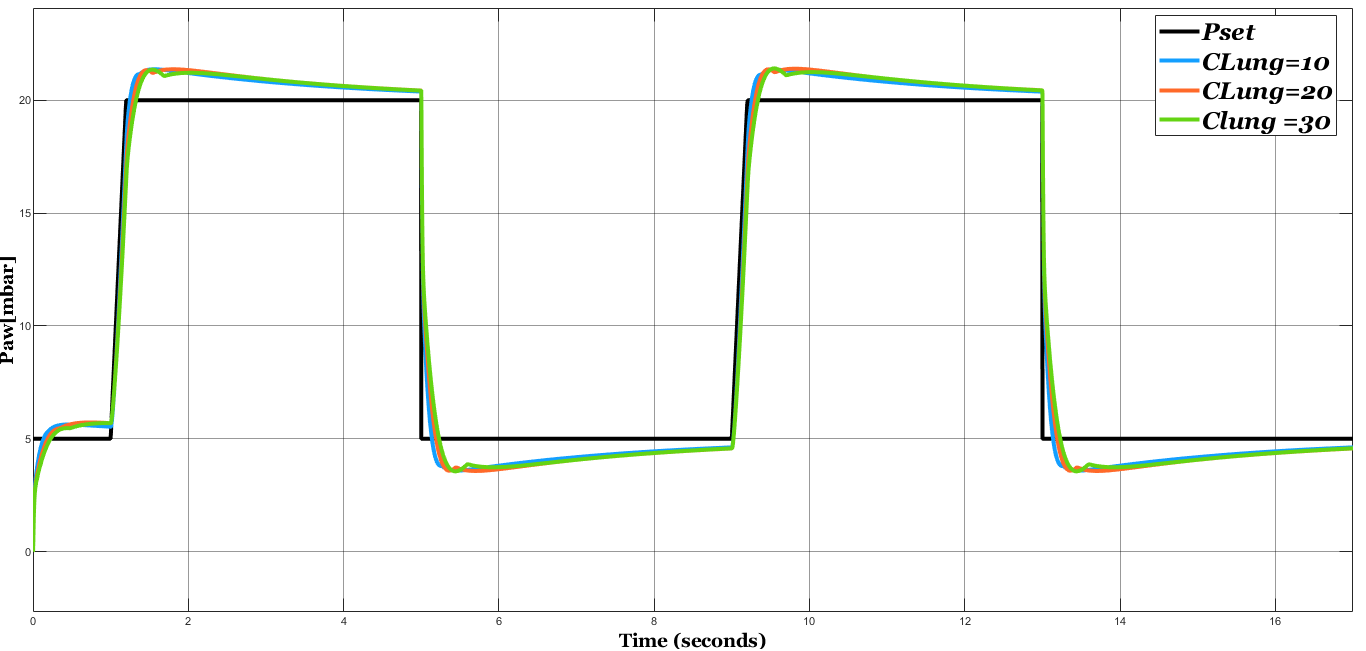 Pset
CLung=10
CLung=20
Clung =30
20
15
10
5
0
Paw[mbar]
0 2 4 6 8 10 12 14 16
Time (seconds)